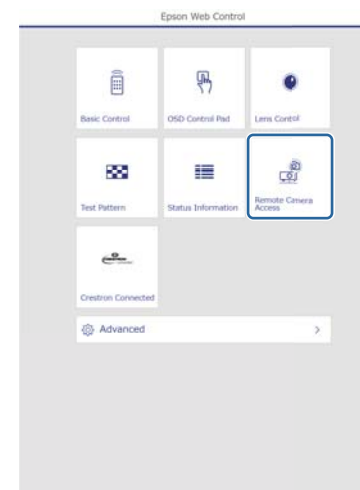 Epson Web Control
Basic Control
OSD Control Pad
Lens Control
Test Pattern
Status Information
Remote Camera
Access
CRESTRON
Crestron Connected
Advanced